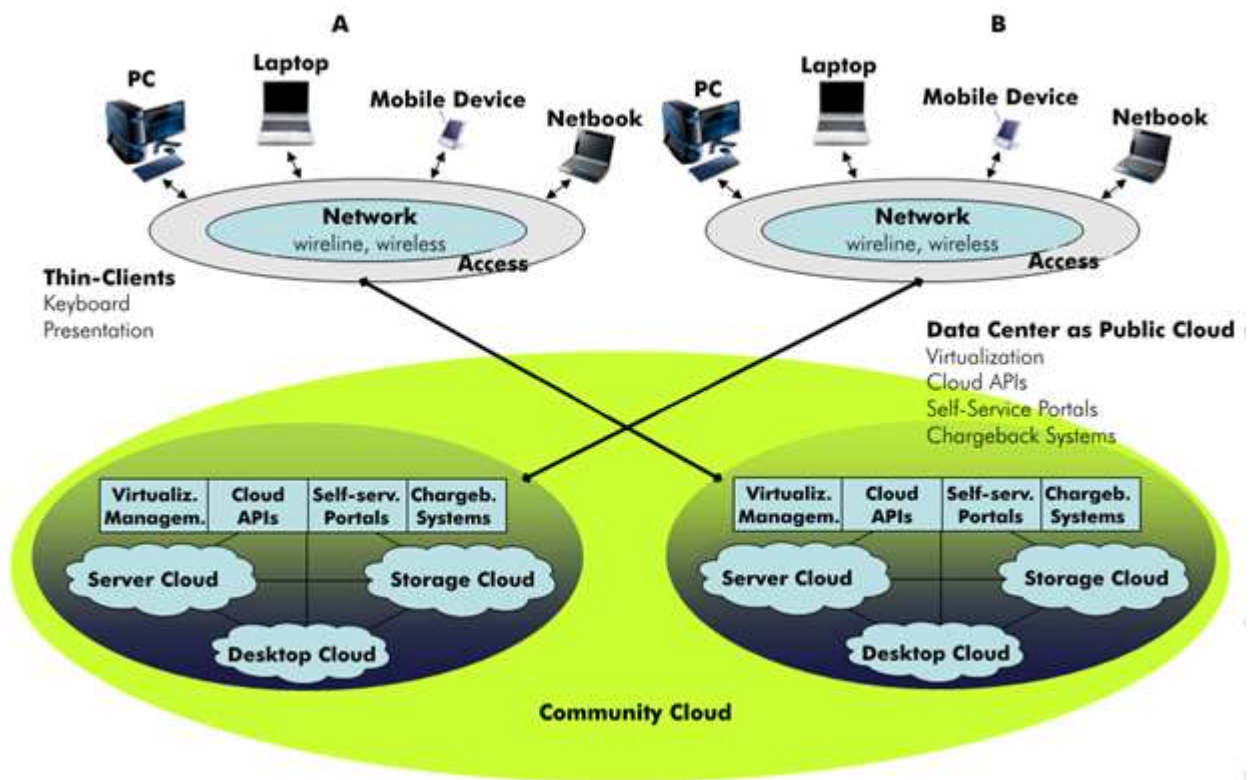 A
B
PC
Laptop
Mobile Device
Netbook
PC
Laptop
Mobile Device
Netbook
Network
wireline, wireless
Access
Network
wireline, wireless
Access
Thin-Clients
Keyboard
Presentation
Data Center as Public Cloud
Virtualization
Cloud APIs
Self-Service Portals
Chargeback Systems
Virtualiz.
Managem.
Cloud
APIs
Self-serv.
Portals
Chargeb.
Systems
Server Cloud
Storage Cloud
Desktop Cloud
Virtualiz.
Managem.
Cloud
APIs
Self-serv.
Portals
Chargeb.
Systems
Server Cloud
Storage Cloud
Desktop Cloud
Community Cloud